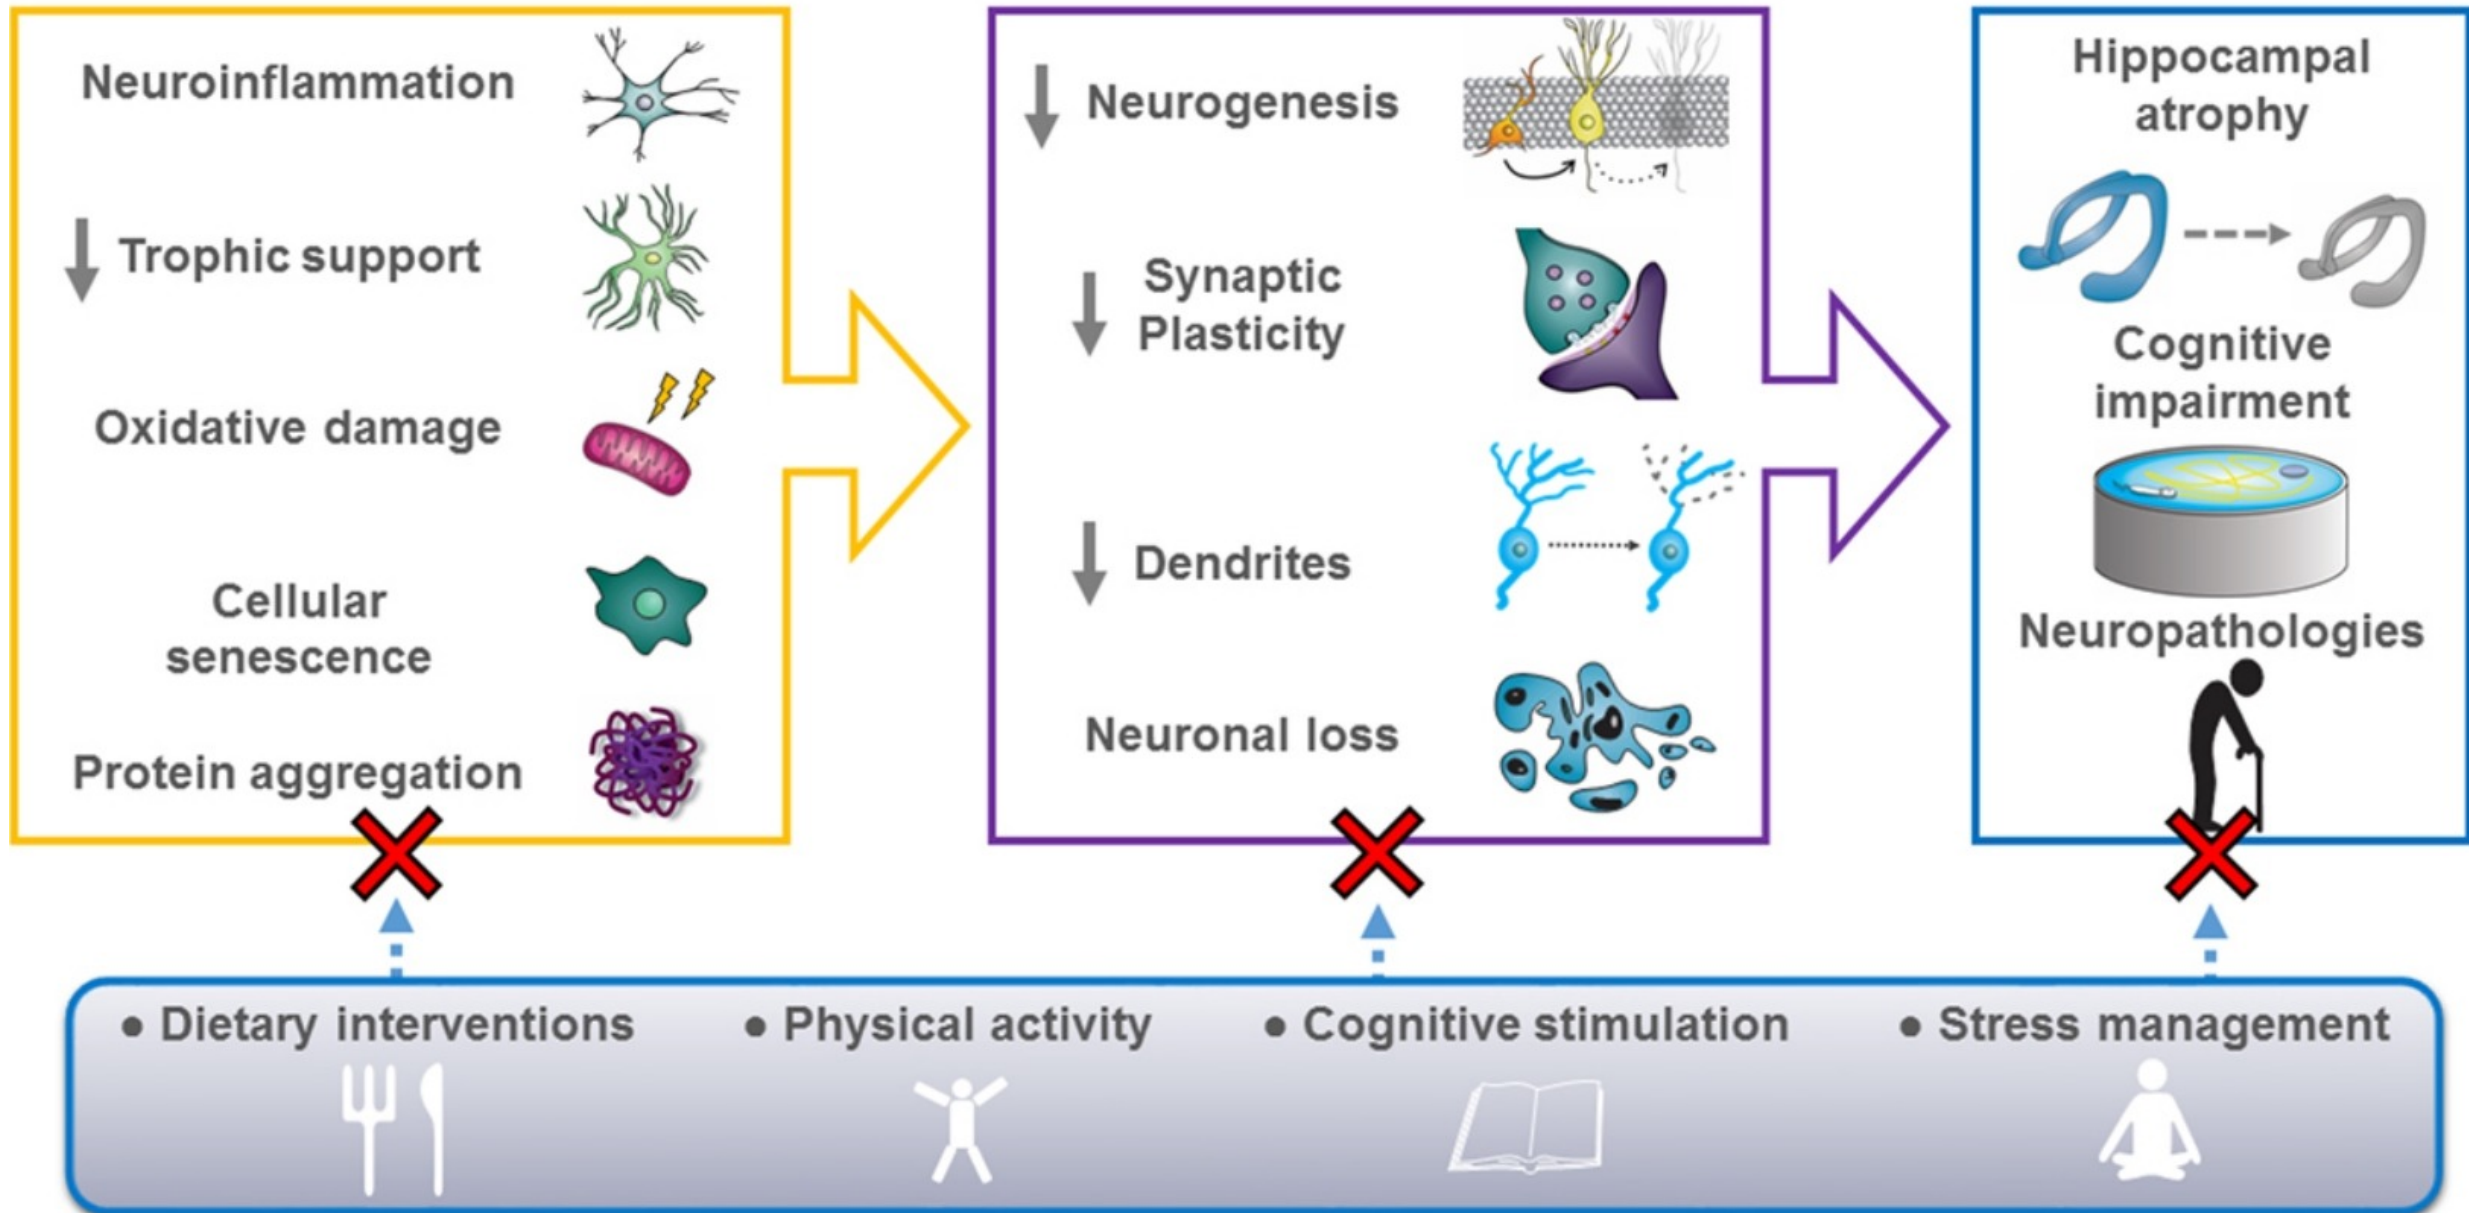 Neuroinflammation
Trophic support
Oxidative damage
Cellular
senescence
Protein aggregation
Neurogenesis
Synaptic
Plasticity
Dendrites
Neuronal loss
Hippocampal
atrophy
Cognitive
impairment
Neuropathologies
• Dietary interventions
• Physical activity
• Cognitive stimulation
• Stress management